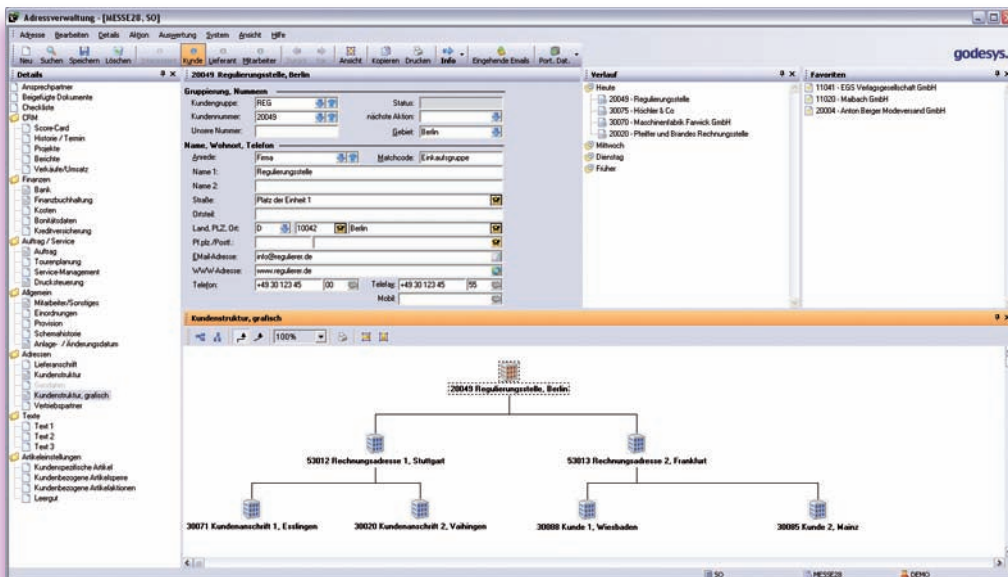 Adressverwaltung - [MESSE28, SO]
Adresse Bearbeiten Details Aktion Auswertung System Ansicht Hilfe
Neu Suchen Speichern Löschen Kunde Lieferant Mitarbeiter Ansicht Kopieren Drucken Info Eingehende Emails Port. Dat.
godesys.
Details
Ansprechpartner
Beigefügte Dokumente
Checkliste
CRM
Score-Card
Historie / Termin
Projekte
Berichte
Verkäufe/Umsatz
Finanzen
Bank
Finanzbuchhaltung
Kosten
Bonitätsdaten
Kreditversicherung
Auftrag / Service
Auftrag
Tourenplanung
Service-Management
Drucksteuerung
Allgemein
Mitarbeiter/Sonstiges
Einordnungen
Provision
Schemahistorie
Anlage- / Änderungsdatum
Adressen
Lieferanschrift
Kundenstruktur
Kundenstruktur, grafisch
Vertriebspartner
Texte
Text 1
Text 2
Text 3
Artikeleinstellungen
Kundenspezifische Artikel
Kundenbezogene Artikelsperre
Kundenbezogene Artikelaktionen
Leergut
20049 Regulierungsstelle, Berlin
Gruppierung, Nummern
Kundengruppe: REG Status:
Kundennummer: 20049 nächste Aktion:
Unsere Nummer: Gebiet: Berlin
Name, Wohnort, Telefon
Anrede: Firma Matchcode: Einkaufsgruppe
Name 1: Regulierungsstelle
Name 2:
Straße: Platz der Einheit 1
Ortsteil:
Land, PLZ, Ort: D 10042 Berlin
Pf.plz./Postf.:
EMail-Adresse: info@regulierer.de
WWW-Adresse: www.regulierer.de
Telefon: +49 30 123 45 00 Telefax: +49 30 123 45 55
Mobil:
Verlauf
Heute
20049 - Regulierungsstelle
30075 - Höchler & Co
30070 - Maschinenfabrik Farwick GmbH
20020 - Pfeiffer und Brandes Rechnungsstelle
Mittwoch
Dienstag
Früher
Favoriten
11041 - EGS Verlagsgesellschaft GmbH
11020 - Maibach GmbH
20004 - Anton Berger Modeversand GmbH
Kundenstruktur, grafisch
100%
20049 Regulierungsstelle, Berlin
53012 Rechnungsadresse 1, Stuttgart
53013 Rechnungsadresse 2, Frankfurt
30071 Kundenanschrift 1, Esslingen
30020 Kundenanschrift 2, Vaihingen
30088 Kunde 1, Wiesbaden
30085 Kunde 2, Mainz
SO MESSE28 DEMO